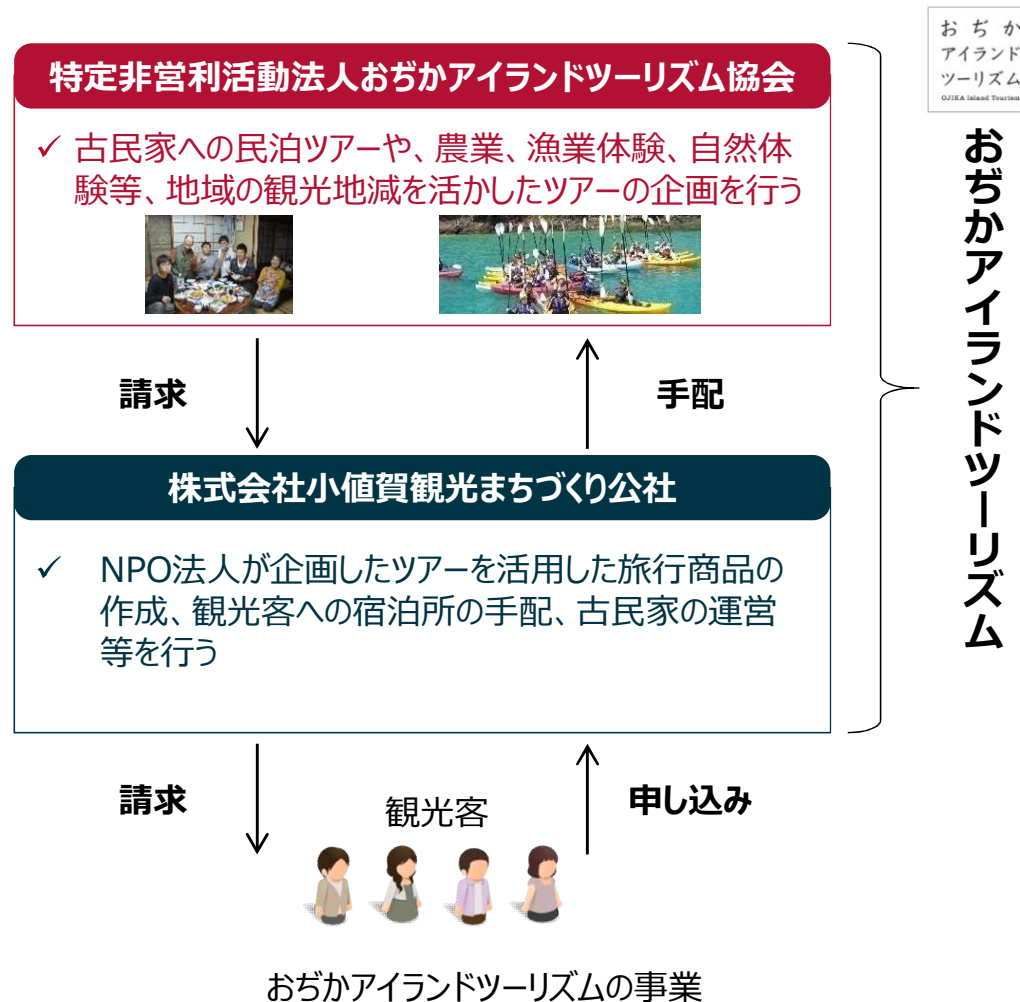 おぢか
アイランド
ツーリズム
OJIKA Island Tourism
特定非営利活動法人おぢかアイランドツーリズム協会
✓ 古民家への民泊ツアーや、農業、漁業体験、自然体
験等、地域の観光地減を活かしたツアーの企画を行う
請求
手配
株式会社小値賀観光まちづくり公社
✓ NPO法人が企画したツアーを活用した旅行商品の
作成、観光客への宿泊所の手配、古民家の運営
等を行う
請求
観光客
申し込み
おぢかアイランドツーリズム
おぢかアイランドツーリズムの事業